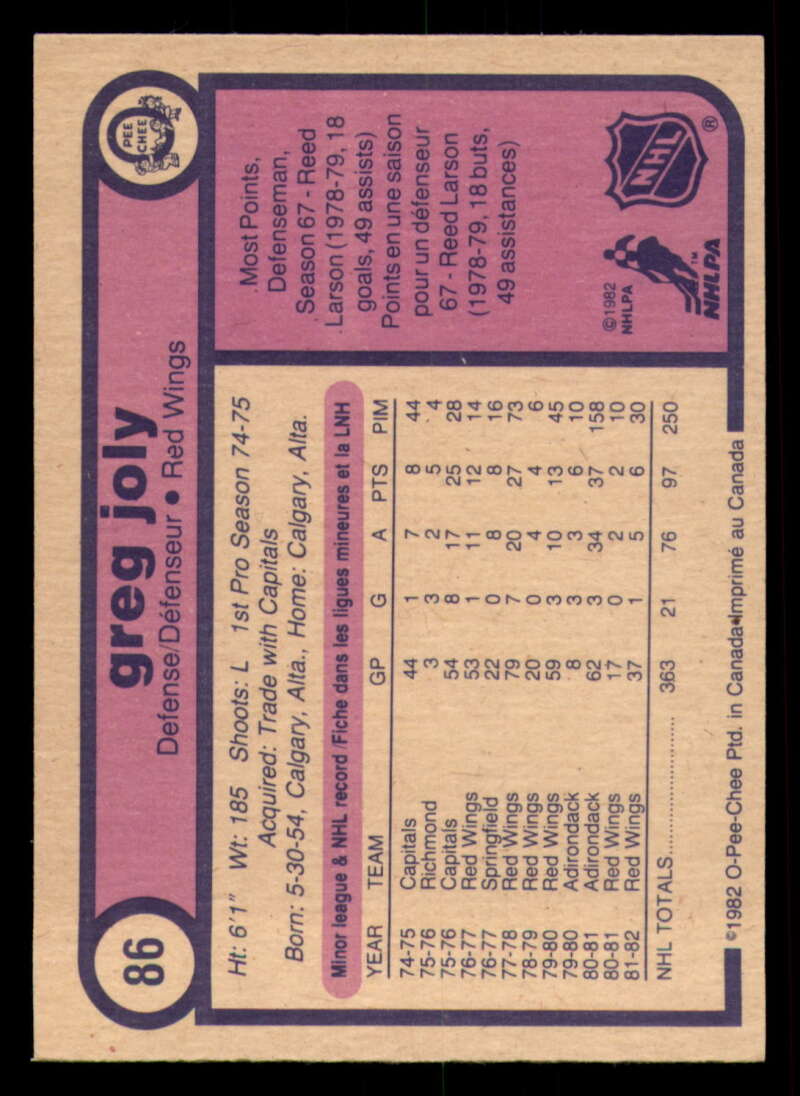 86
greg joly
Defense/Défenseur • Red Wings
PEE
CHEE
Ht: 6'1" Wt: 185 Shoots: L 1st Pro Season 74-75
Acquired: Trade with Capitals
Born: 5-30-54, Calgary, Alta., Home: Calgary, Alta.
Minor league & NHL record / Fiche dans les ligues mineures et la LNH
YEAR TEAM GP G A PTS PIM
74-75 Capitals 44 1 7 8 44
75-76 Richmond 3 3 2 5 4
75-76 Capitals 54 8 17 25 28
76-77 Red Wings 53 1 11 12 14
76-77 Springfield 22 0 8 8 16
77-78 Red Wings 79 7 20 27 73
78-79 Red Wings 20 0 4 4 6
79-80 Red Wings 59 3 10 13 45
79-80 Adirondack 8 3 3 6 10
80-81 Adirondack 62 3 34 37 158
80-81 Red Wings 17 0 2 2 10
81-82 Red Wings 37 1 5 6 30
NHL TOTALS.................... 363 21 76 97 250
Most Points,
Defenseman,
Season 67 - Reed
Larson (1978-79, 18
goals, 49 assists)
Points en une saison
pour un défenseur
67 - Reed Larson
(1978-79, 18 buts,
49 assistances)
©1982
NHLPA
NHLPA™
NHL ®
©1982 O-Pee-Chee Ptd. in Canada•Imprimé au Canada